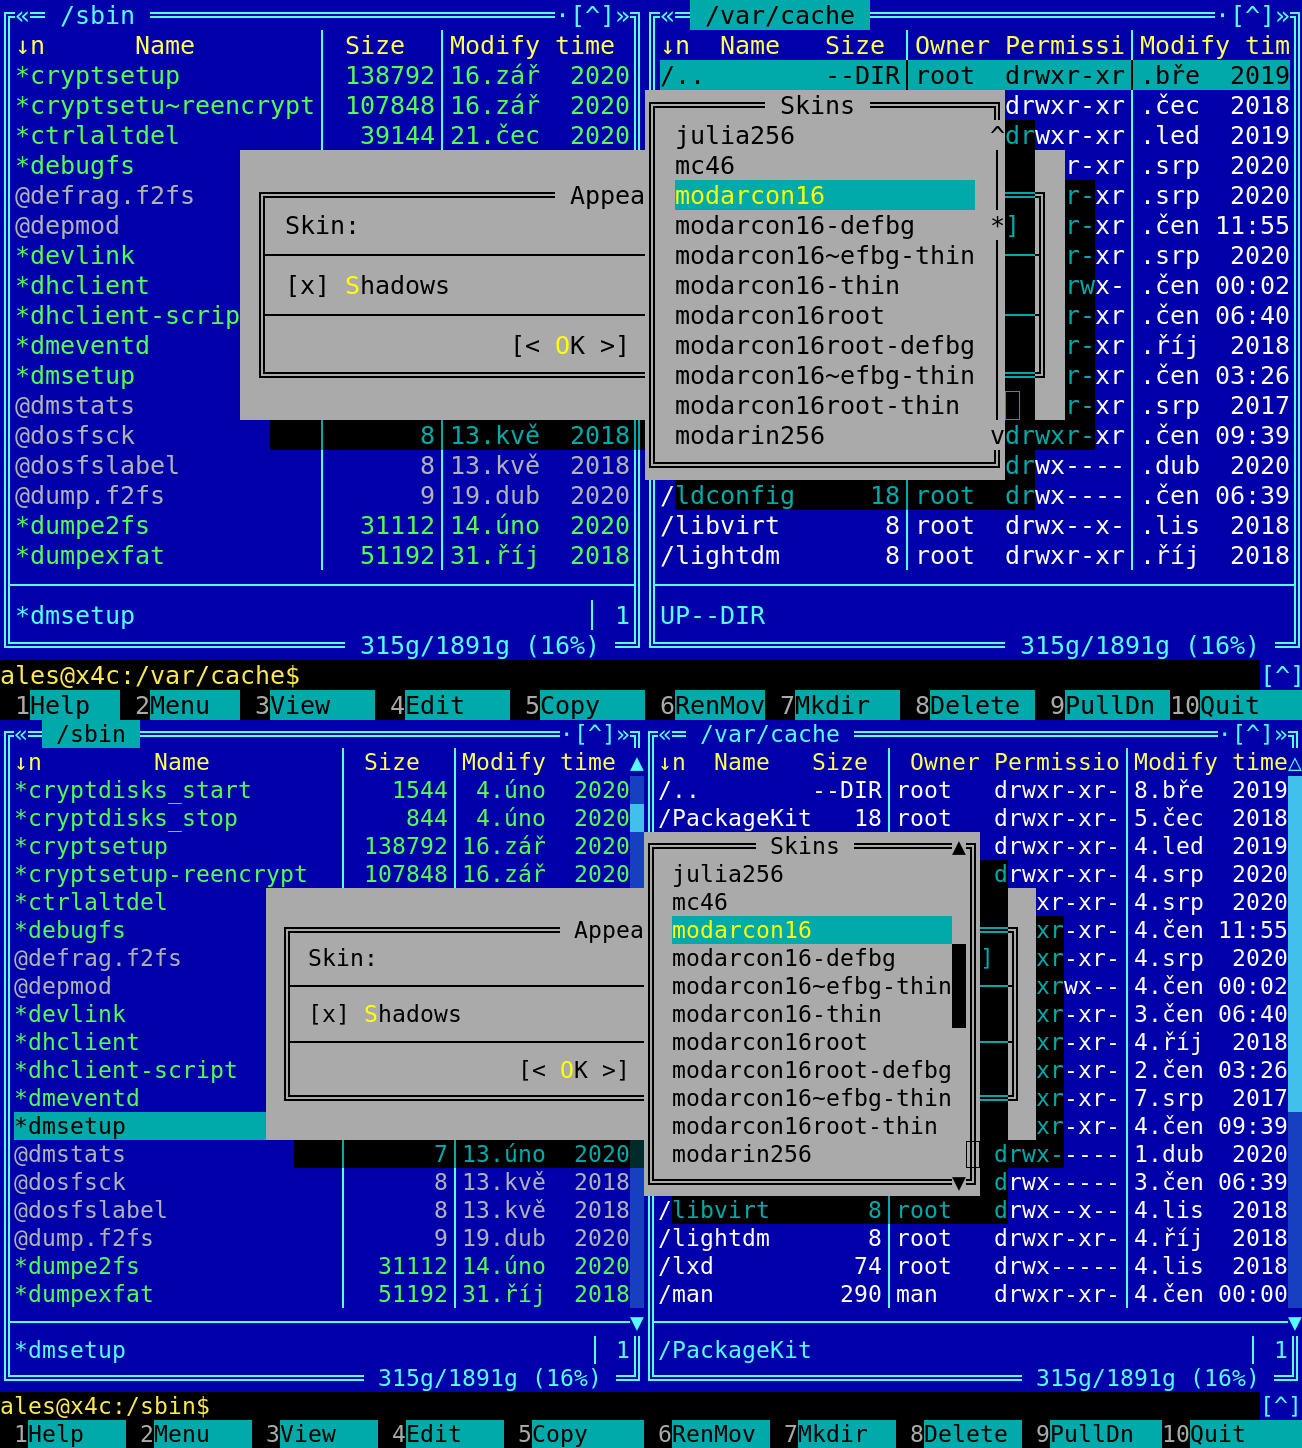 «═ /sbin ·[^]» «═ /var/cache ·[^]»
↓n Name Size Modify time ↓n Name Size Owner Permissi Modify tim
*cryptsetup 138792 16.zář 2020 /.. --DIR root drwxr-xr .bře 2019
*cryptsetu~reencrypt 107848 16.zář 2020 Skins drwxr-xr .čec 2018
*ctrlaltdel 39144 21.čec 2020 julia256 ^ drwxr-xr .led 2019
*debugfs mc46 r-xr .srp 2020
@defrag.f2fs Appea modarcon16 r-xr .srp 2020
@depmod Skin: modarcon16-defbg *] r-xr .čen 11:55
*devlink modarcon16~efbg-thin r-xr .srp 2020
*dhclient [x] Shadows modarcon16-thin rwx- .čen 00:02
*dhclient-scrip modarcon16root r-xr .čen 06:40
*dmeventd [< OK >] modarcon16root-defbg r-xr .říj 2018
*dmsetup modarcon16~efbg-thin r-xr .čen 03:26
@dmstats modarcon16root-thin r-xr .srp 2017
@dosfsck 8 13.kvě 2018 modarin256 v drwxr-xr .čen 09:39
@dosfslabel 8 13.kvě 2018 drwx---- .dub 2020
@dump.f2fs 9 19.dub 2020 /ldconfig 18 root drwx---- .čen 06:39
*dumpe2fs 31112 14.úno 2020 /libvirt 8 root drwx--x- .lis 2018
*dumpexfat 51192 31.říj 2018 /lightdm 8 root drwxr-xr .říj 2018
*dmsetup 1 UP--DIR
315g/1891g (16%) 315g/1891g (16%)
ales@x4c:/var/cache$ [^]
1Help 2Menu 3View 4Edit 5Copy 6RenMov 7Mkdir 8Delete 9PullDn 10Quit
«═ /sbin ·[^]» «═ /var/cache ·[^]»
↓n Name Size Modify time ▲ ↓n Name Size Owner Permissio Modify time△
*cryptdisks_start 1544 4.úno 2020 /.. --DIR root drwxr-xr- 8.bře 2019
*cryptdisks_stop 844 4.úno 2020 /PackageKit 18 root drwxr-xr- 5.čec 2018
*cryptsetup 138792 16.zář 2020 Skins ▲ drwxr-xr- 4.led 2019
*cryptsetup-reencrypt 107848 16.zář 2020 julia256 drwxr-xr- 4.srp 2020
*ctrlaltdel mc46 xr-xr- 4.srp 2020
*debugfs Appea modarcon16 xr-xr- 4.čen 11:55
@defrag.f2fs Skin: modarcon16-defbg ] xr-xr- 4.srp 2020
@depmod modarcon16~efbg-thin xrwx-- 4.čen 00:02
*devlink [x] Shadows modarcon16-thin xr-xr- 3.čen 06:40
*dhclient modarcon16root xr-xr- 4.říj 2018
*dhclient-script [< OK >] modarcon16root-defbg xr-xr- 2.čen 03:26
*dmeventd modarcon16~efbg-thin xr-xr- 7.srp 2017
*dmsetup modarcon16root-thin xr-xr- 4.čen 09:39
@dmstats 7 13.úno 2020 modarin256 drwx----- 1.dub 2020
@dosfsck 8 13.kvě 2018 ▼ drwx----- 3.čen 06:39
@dosfslabel 8 13.kvě 2018 /libvirt 8 root drwx--x-- 4.lis 2018
@dump.f2fs 9 19.dub 2020 /lightdm 8 root drwxr-xr- 4.říj 2018
*dumpe2fs 31112 14.úno 2020 /lxd 74 root drwx----- 4.lis 2018
*dumpexfat 51192 31.říj 2018 /man 290 man drwxr-xr- 4.čen 00:00
▼ ▼
*dmsetup 1 /PackageKit 1
315g/1891g (16%) 315g/1891g (16%)
ales@x4c:/sbin$ [^]
1Help 2Menu 3View 4Edit 5Copy 6RenMov 7Mkdir 8Delete 9PullDn 10Quit